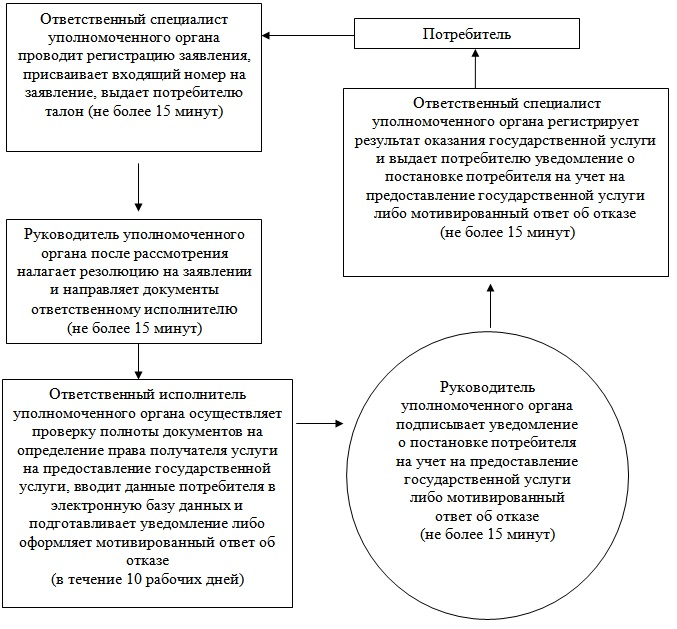 Ответственный специалист
уполномоченного органа
проводит регистрацию заявления,
присваивает входящий номер на
заявление, выдает потребителю
талон (не более 15 минут)
Потребитель
Ответственный специалист
уполномоченного органа регистрирует
результат оказания государственной услуги
и выдает потребителю уведомление о
постановке потребителя на учет на
предоставление государственной услуги
либо мотивированный ответ об отказе
(не более 15 минут)
Руководитель уполномоченного
органа после рассмотрения
налагает резолюцию на заявлении
и направляет документы
ответственному исполнителю
(не более 15 минут)
Ответственный исполнитель
уполномоченного органа осуществляет
проверку полноты документов на
определение права получателя услуги
на предоставление государственной
услуги, вводит данные потребителя в
электронную базу данных и
подготавливает уведомление либо
оформляет мотивированный ответ об
отказе
(в течение 10 рабочих дней)
Руководитель
уполномоченного органа
подписывает уведомление
о постановке потребителя
на учет на предоставление
государственной услуги
либо мотивированный
ответ об отказе
(не более 15 минут)